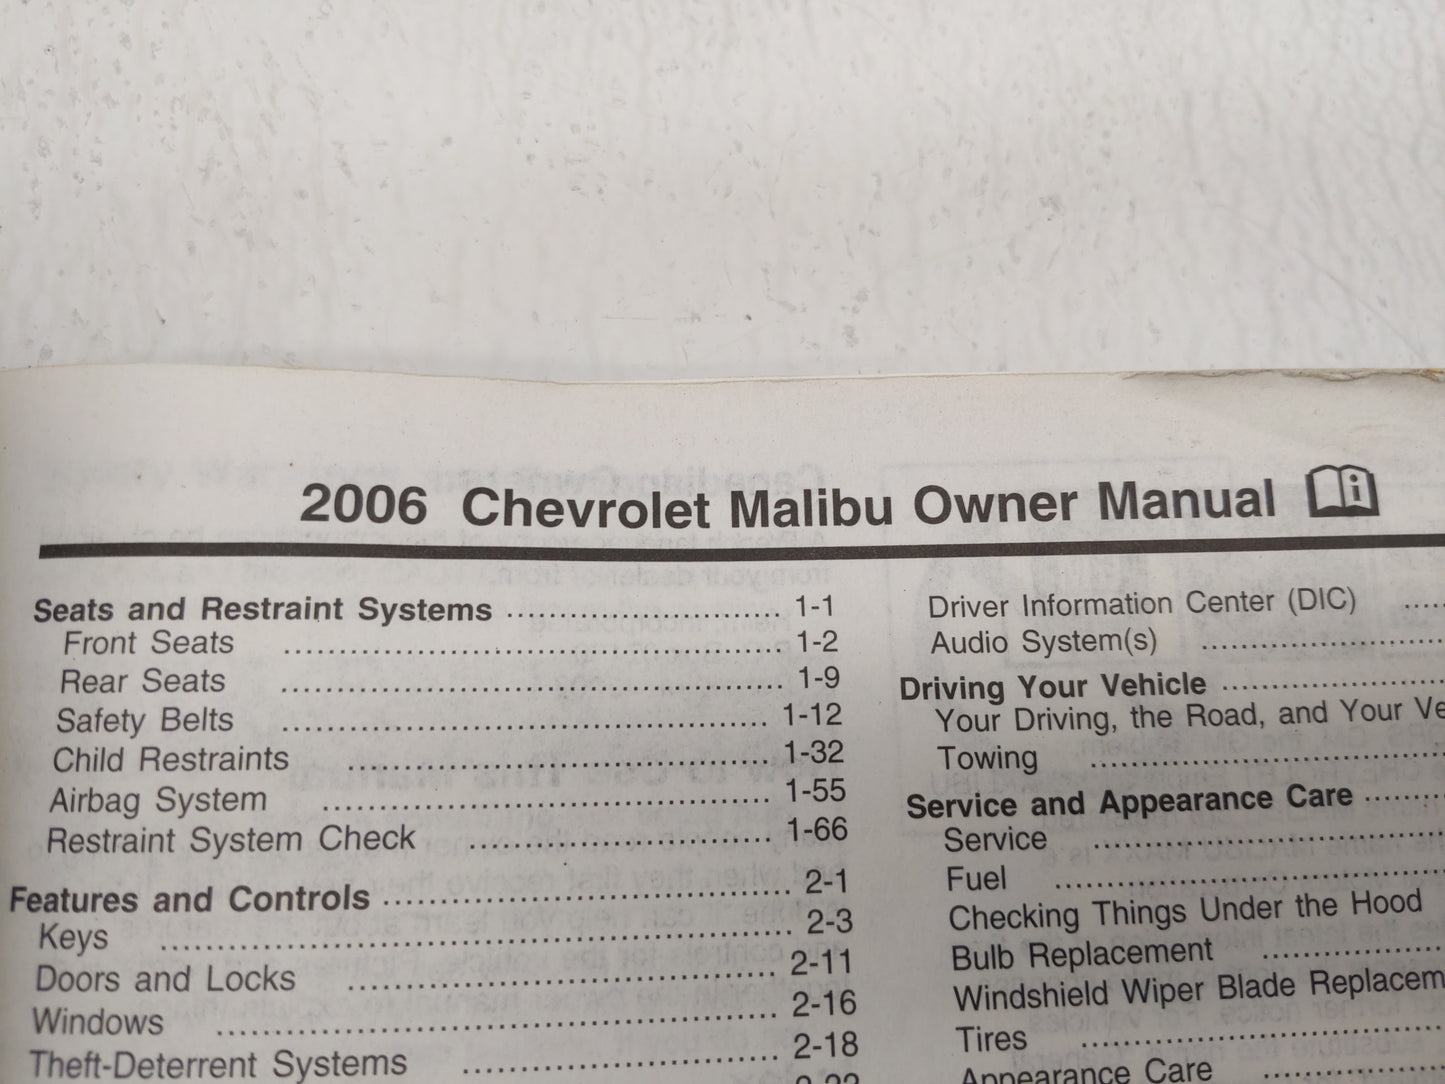 2006 Chevrolet Malibu Owner Manual
Seats and Restraint Systems ............................ 1-1
Front Seats ............................................... 1-2
Rear Seats ............................................... 1-9
Safety Belts ............................................. 1-12
Child Restraints ....................................... 1-32
Airbag System ......................................... 1-55
Restraint System Check ........................... 1-66
Features and Controls ........................................ 2-1
Keys ........................................................ 2-3
Doors and Locks ..................................... 2-11
Windows ................................................. 2-16
Theft-Deterrent Systems .......................... 2-18
Driver Information Center (DIC) ....
Audio System(s) .........................
Driving Your Vehicle ......................
Your Driving, the Road, and Your Ve
Towing ....................................
Service and Appearance Care ........
Service ....................................
Fuel ........................................
Checking Things Under the Hood
Bulb Replacement ...................
Windshield Wiper Blade Replacem
Tires ......................................
Appearance Care ...................